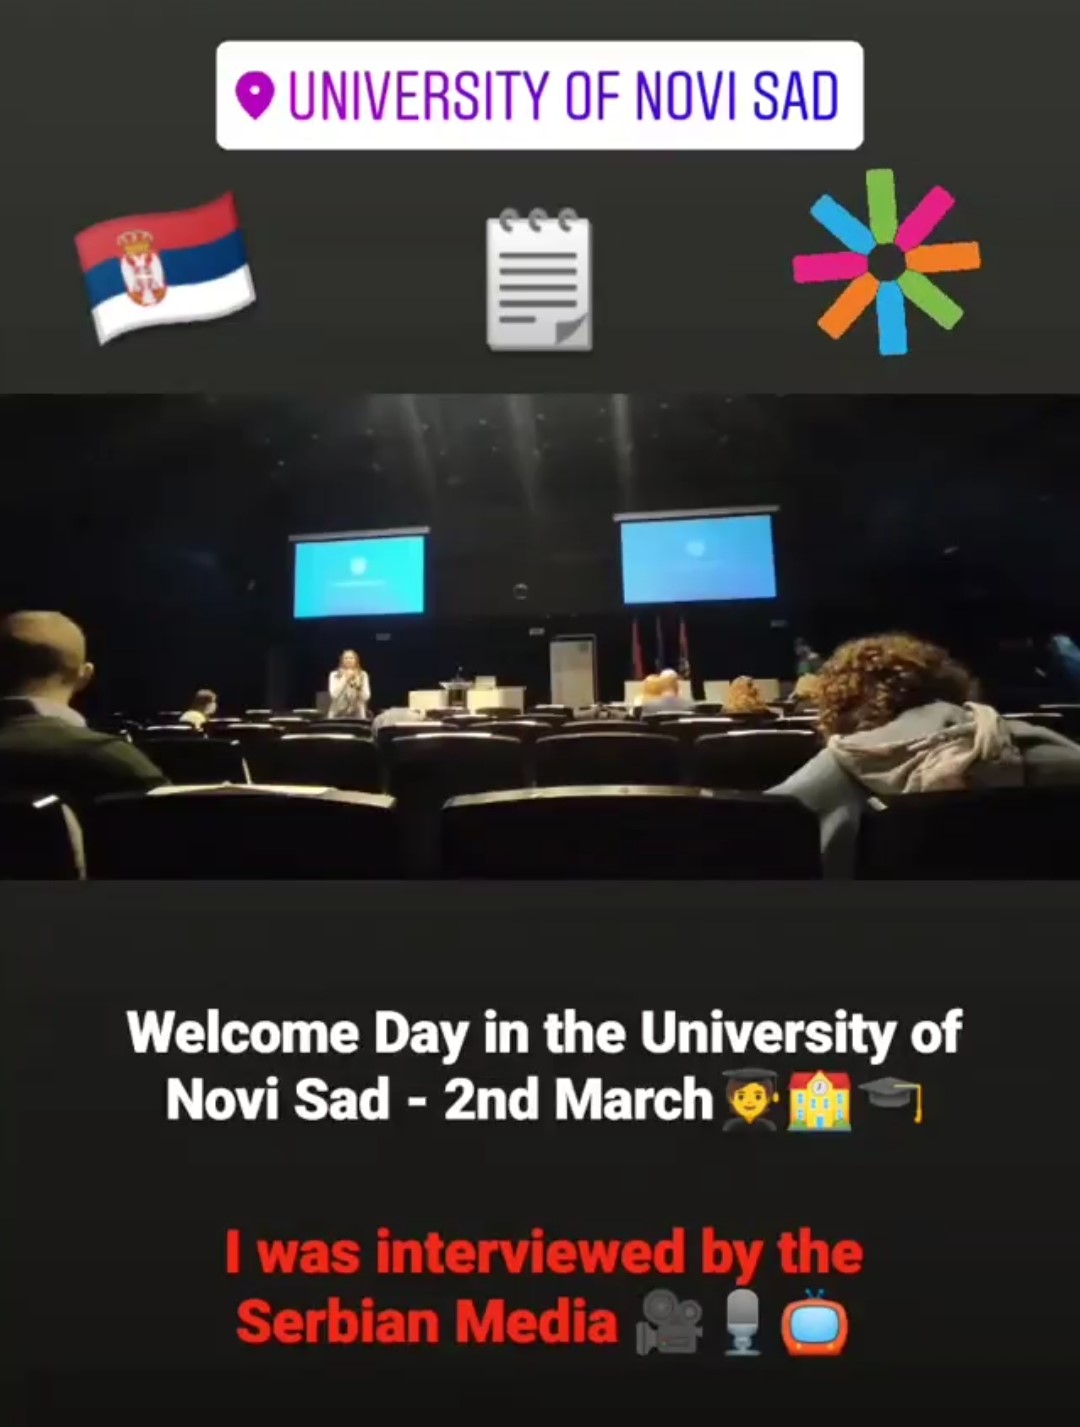 UNIVERSITY OF NOVI SAD
Welcome Day in the University of
Novi Sad - 2nd March
I was interviewed by the
Serbian Media